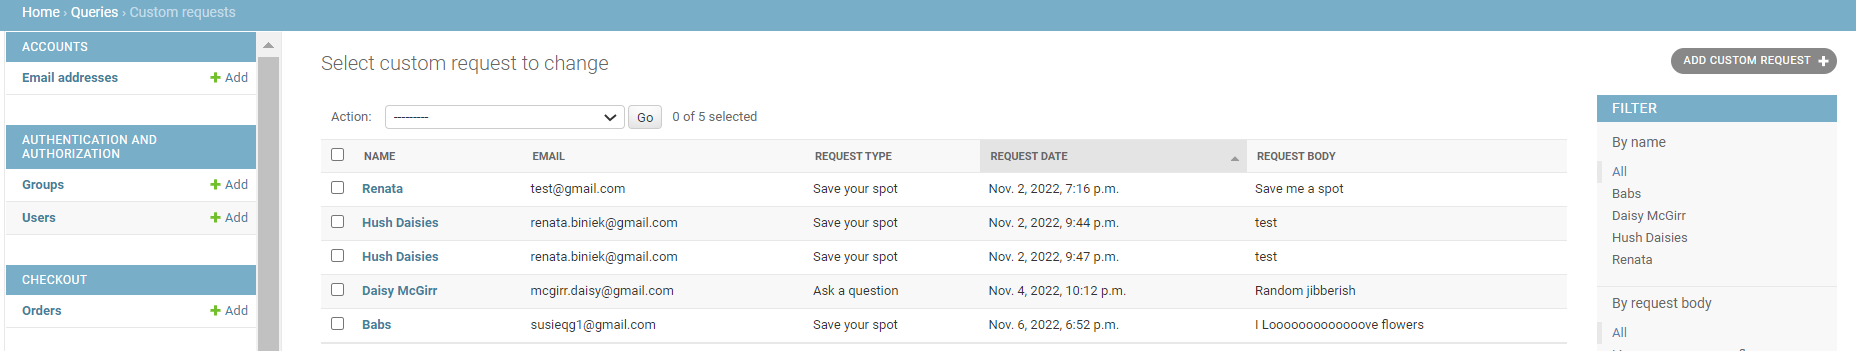 Home › Queries › Custom requests
ACCOUNTS
Email addresses + Add
AUTHENTICATION AND
AUTHORIZATION
Groups + Add
Users + Add
CHECKOUT
Orders + Add
Select custom request to change
ADD CUSTOM REQUEST +
Action: --------- Go 0 of 5 selected
NAME EMAIL REQUEST TYPE REQUEST DATE REQUEST BODY
Renata test@gmail.com Save your spot Nov. 2, 2022, 7:16 p.m. Save me a spot
Hush Daisies renata.biniek@gmail.com Save your spot Nov. 2, 2022, 9:44 p.m. test
Hush Daisies renata.biniek@gmail.com Save your spot Nov. 2, 2022, 9:47 p.m. test
Daisy McGirr mcgirr.daisy@gmail.com Ask a question Nov. 4, 2022, 10:12 p.m. Random jibberish
Babs susieqg1@gmail.com Save your spot Nov. 6, 2022, 6:52 p.m. I Looooooooooooove flowers
FILTER
By name
All
Babs
Daisy McGirr
Hush Daisies
Renata
By request body
All